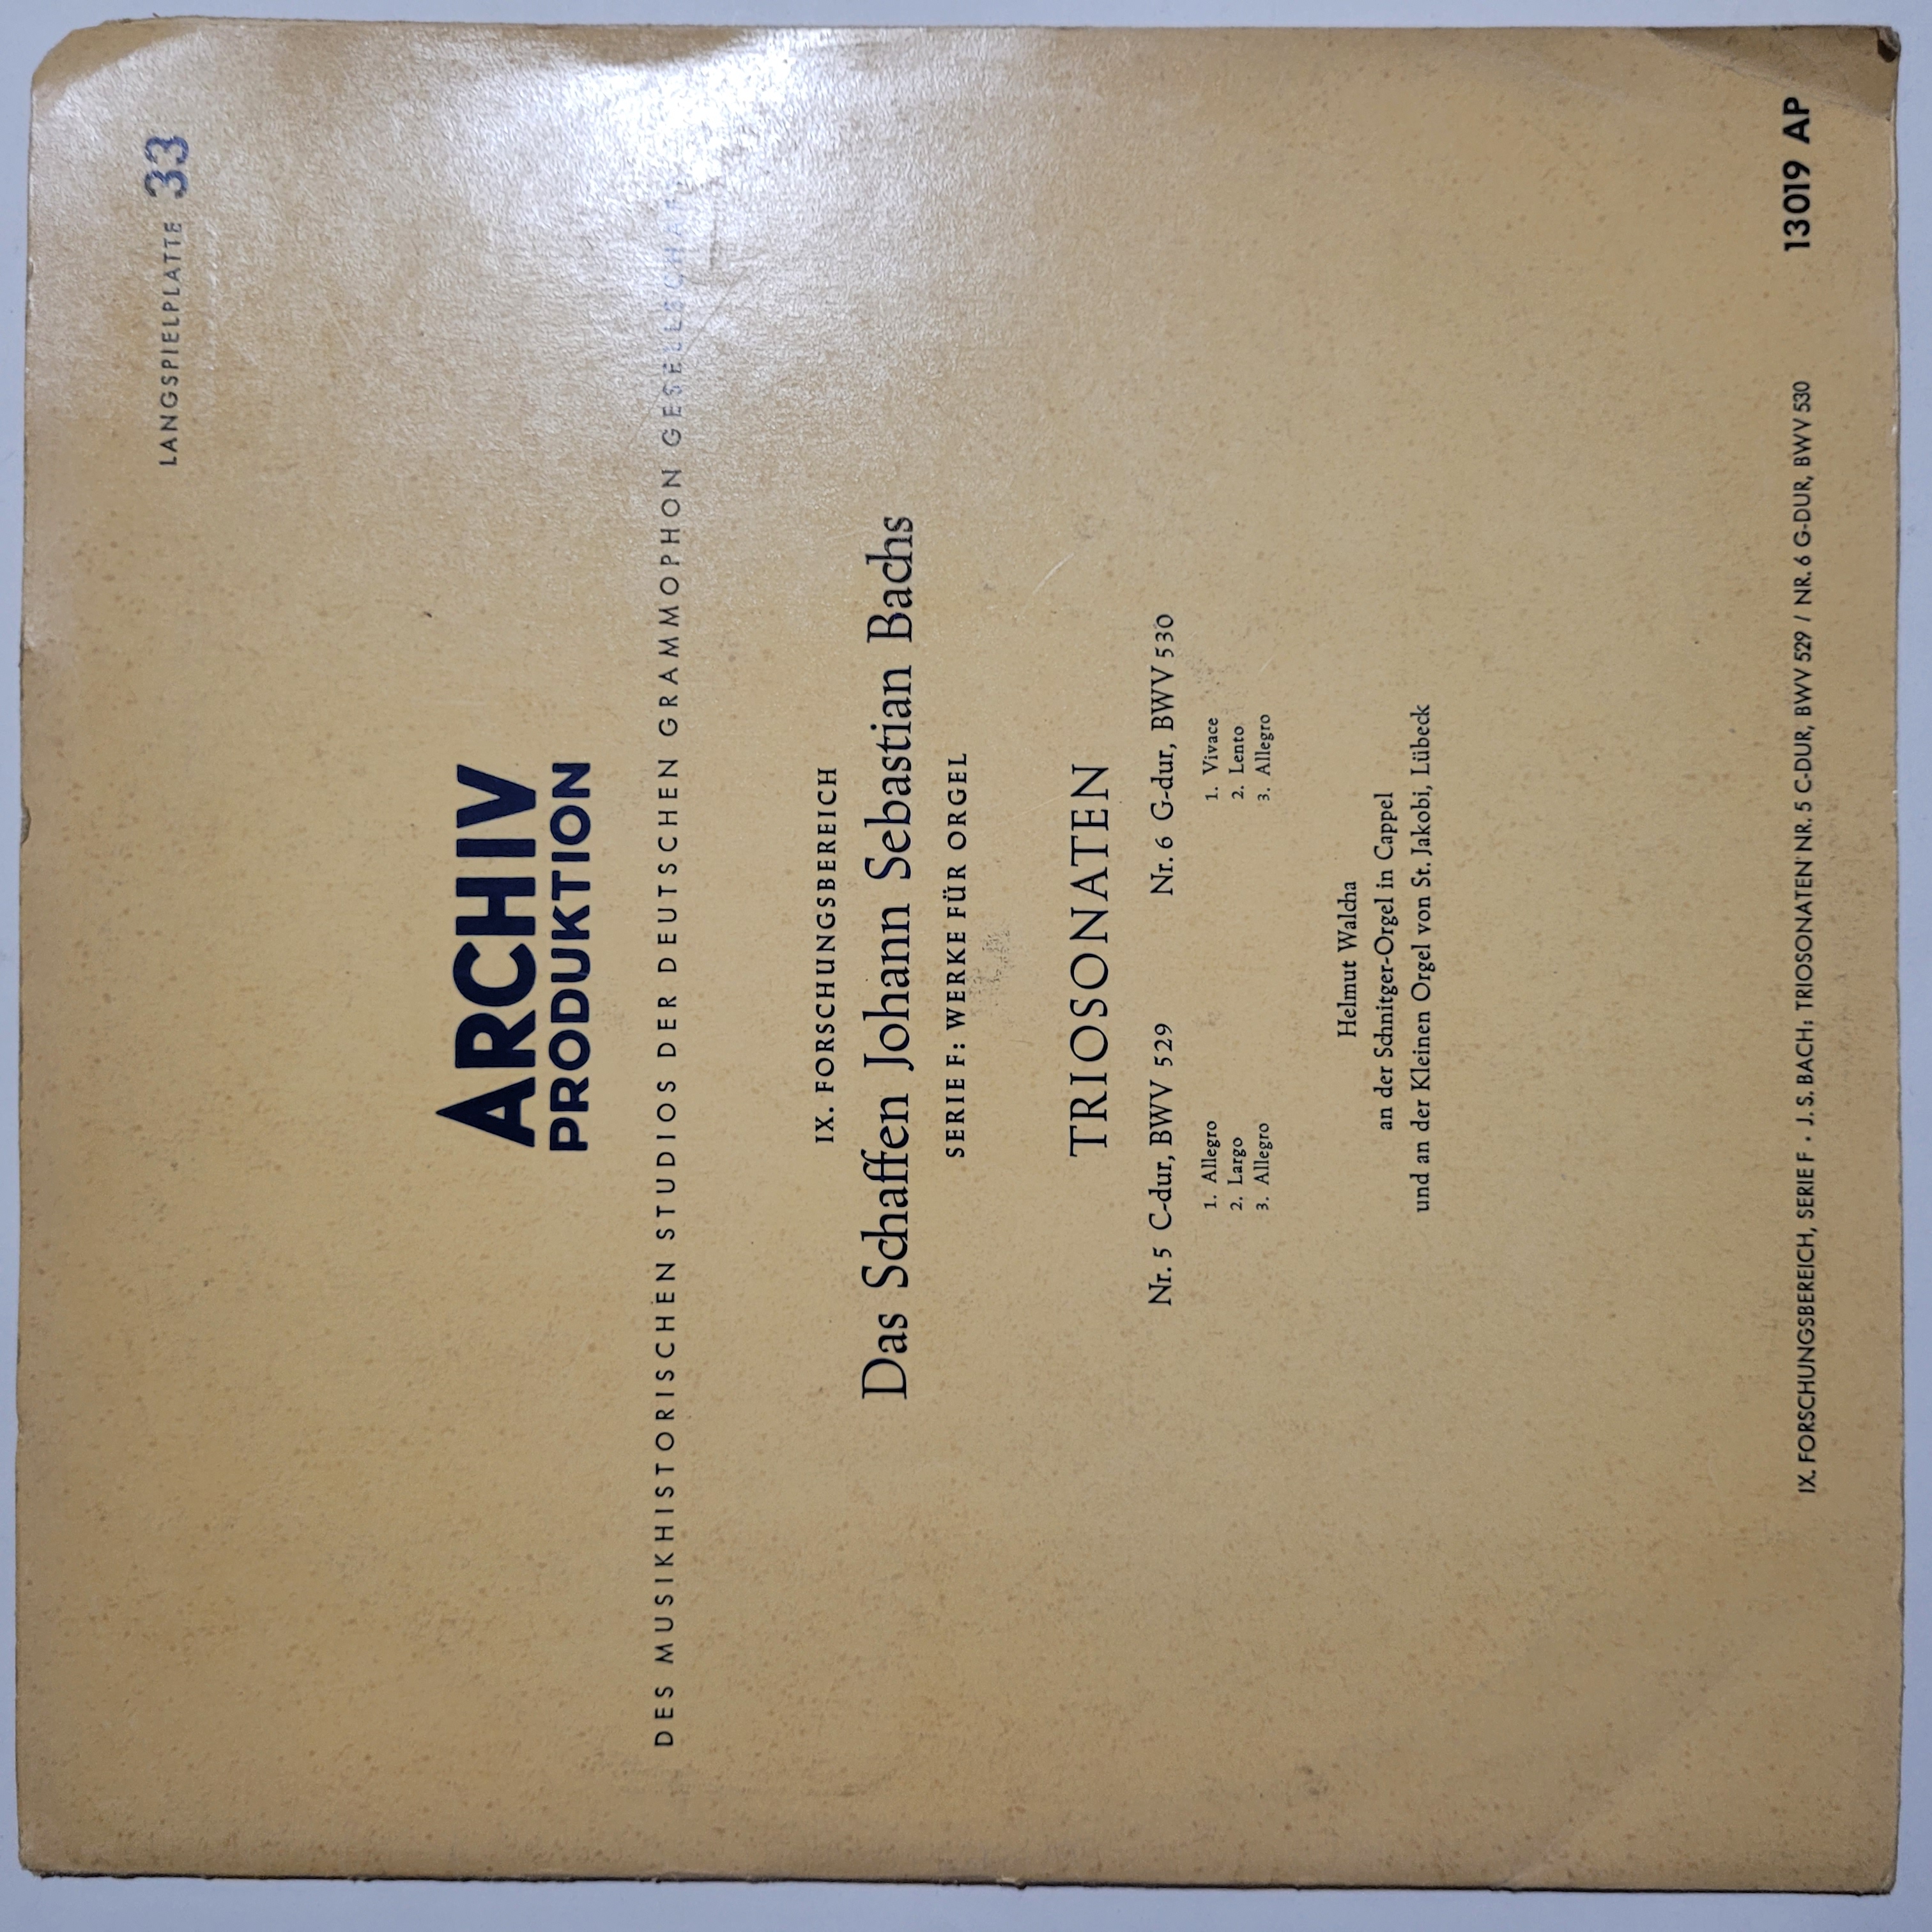 LANGSPIELPLATTE 33
ARCHIV
PRODUKTION
DES MUSIKHISTORISCHEN STUDIOS DER DEUTSCHEN GRAMMOPHON GESELLSCHAFT
IX. FORSCHUNGSBEREICH
Das Schaffen Johann Sebastian Bachs
SERIE F: WERKE FÜR ORGEL
TRIOSONATEN
Nr. 5 C-dur, BWV 529
1. Allegro
2. Largo
3. Allegro
Nr. 6 G-dur, BWV 530
1. Vivace
2. Lento
3. Allegro
Helmut Walcha
an der Schnitger-Orgel in Cappel
und an der Kleinen Orgel von St. Jakobi, Lübeck
IX. FORSCHUNGSBEREICH, SERIE F · J. S. BACH: TRIOSONATEN NR. 5 C-DUR, BWV 529 / NR. 6 G-DUR, BWV 530 13019 AP